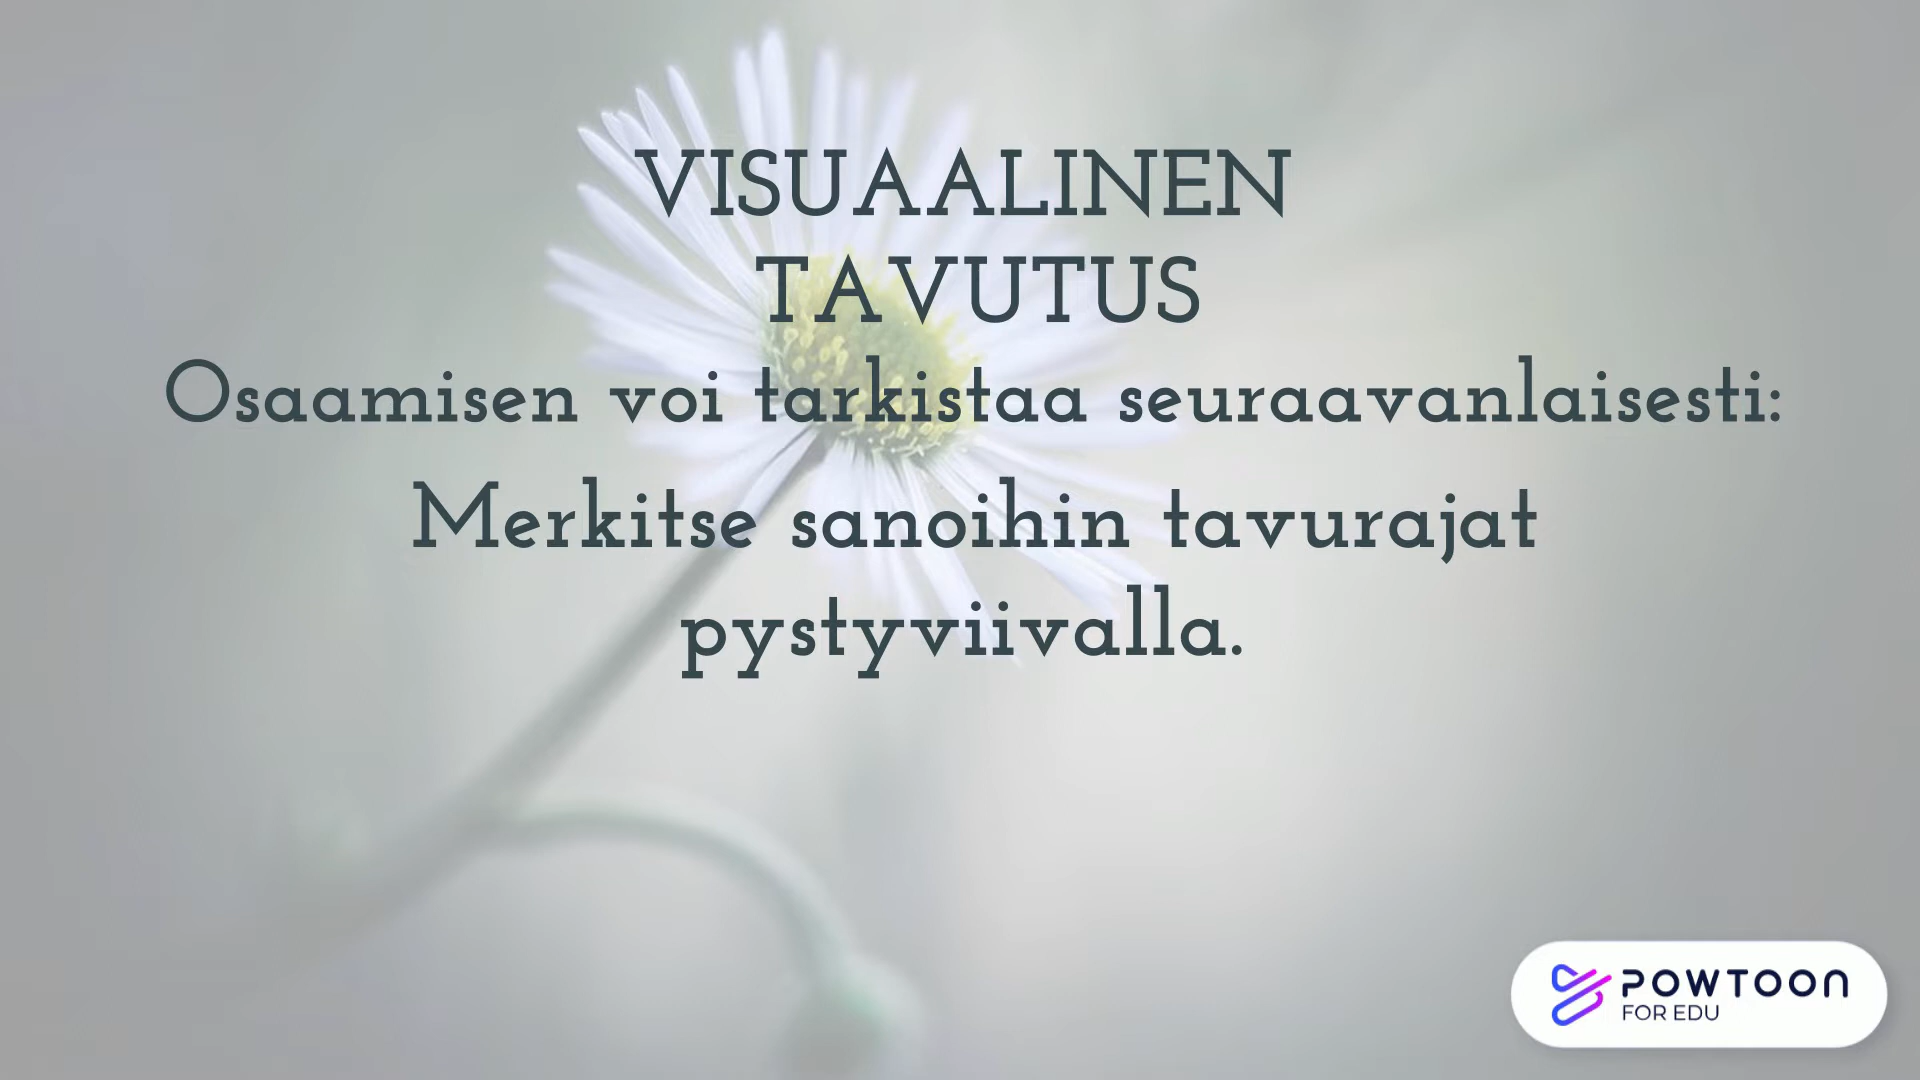 VISUAALINEN
TAVUTUS
Osaamisen voi tarkistaa seuraavanlaisesti:
Merkitse sanoihin tavurajat
pystyviivalla.
POWTOON
FOR EDU